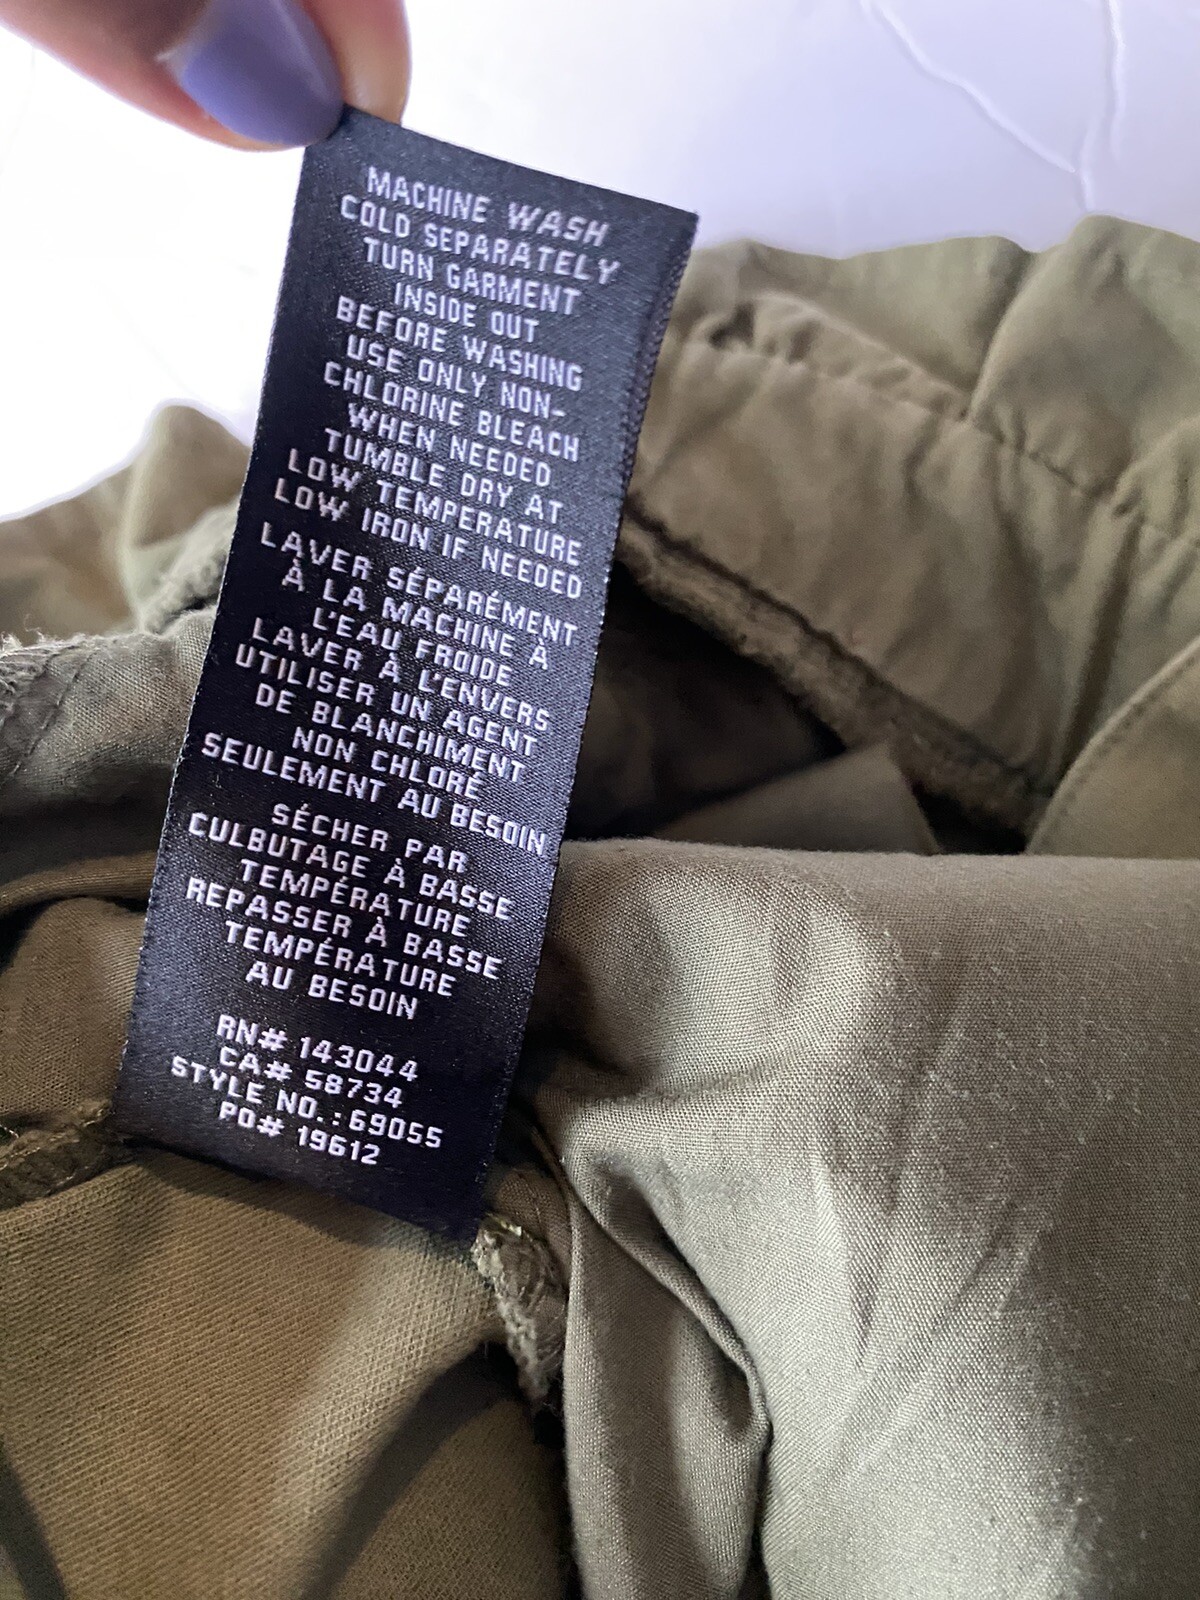 MACHINE WASH
COLD SEPARATELY
TURN GARMENT
INSIDE OUT
BEFORE WASHING
USE ONLY NON-
CHLORINE BLEACH
WHEN NEEDED
TUMBLE DRY AT
LOW TEMPERATURE
LOW IRON IF NEEDED
LAVER SÉPARÉMENT
À LA MACHINE À
L'EAU FROIDE
LAVER À L'ENVERS
UTILISER UN AGENT
DE BLANCHIMENT
NON CHLORÉ
SEULEMENT AU BESOIN
SÉCHER PAR
CULBUTAGE À BASSE
TEMPÉRATURE
REPASSER À BASSE
TEMPÉRATURE
AU BESOIN
RN# 143044
CA# 58734
STYLE NO.:69055
PO# 19612